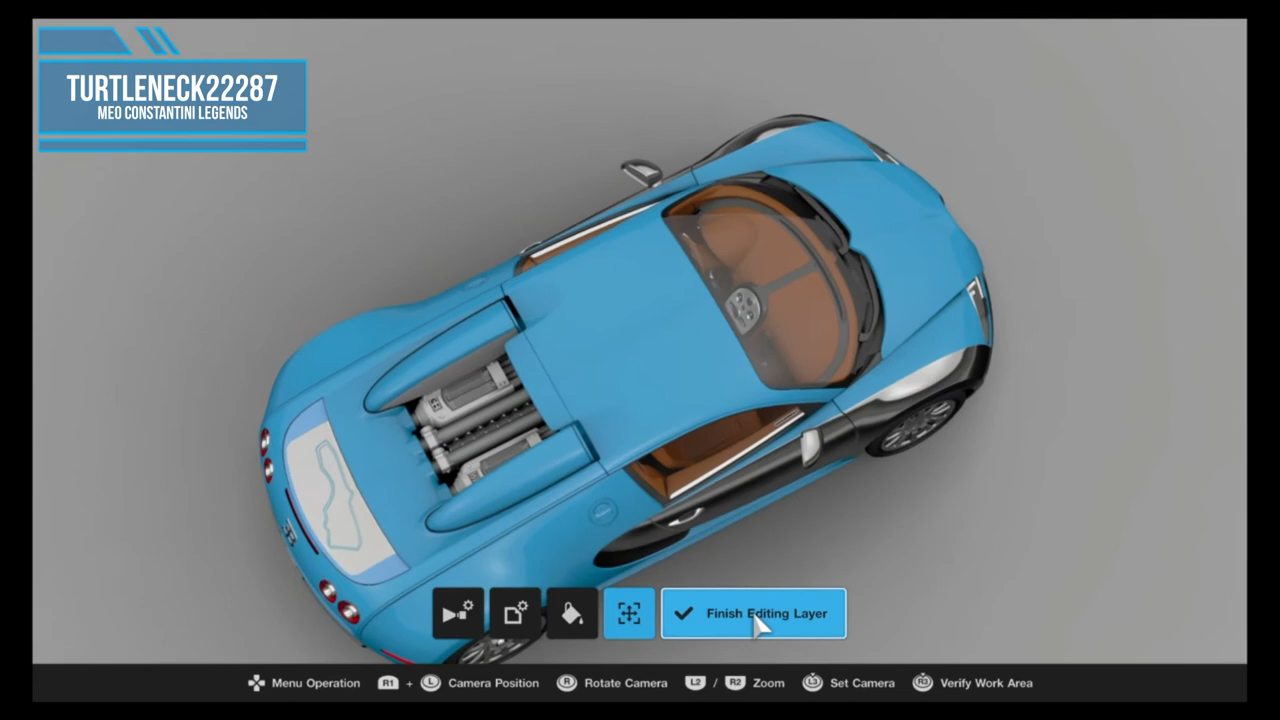 TURTLENECK22287
MEO CONSTANTINI LEGENDS
Finish Editing Layer
Menu Operation R1 + L Camera Position R Rotate Camera L2 / R2 Zoom L3 Set Camera R3 Verify Work Area